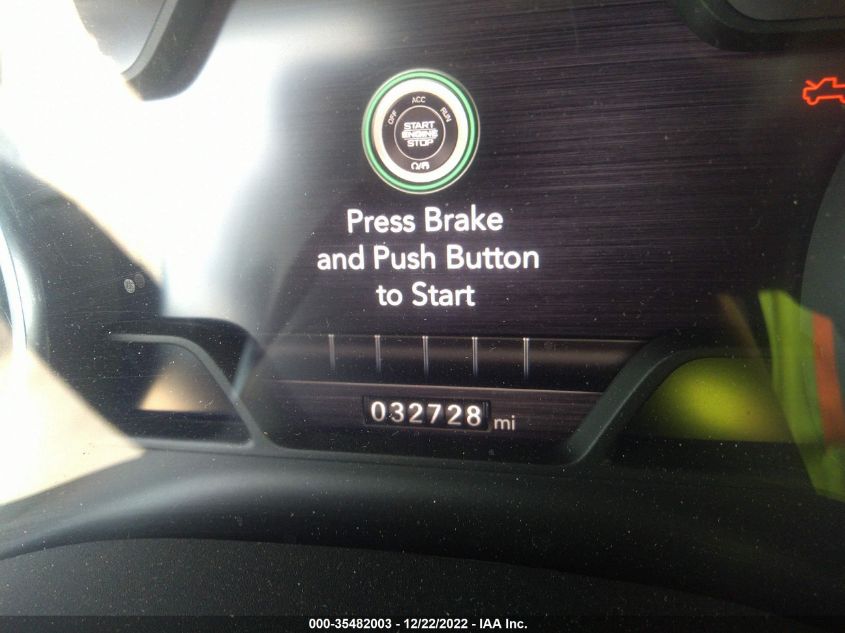 OFF ACC RUN
START
ENGINE
STOP
Press Brake
and Push Button
to Start
032728 mi
000-35482003 - 12/22/2022 - IAA Inc.